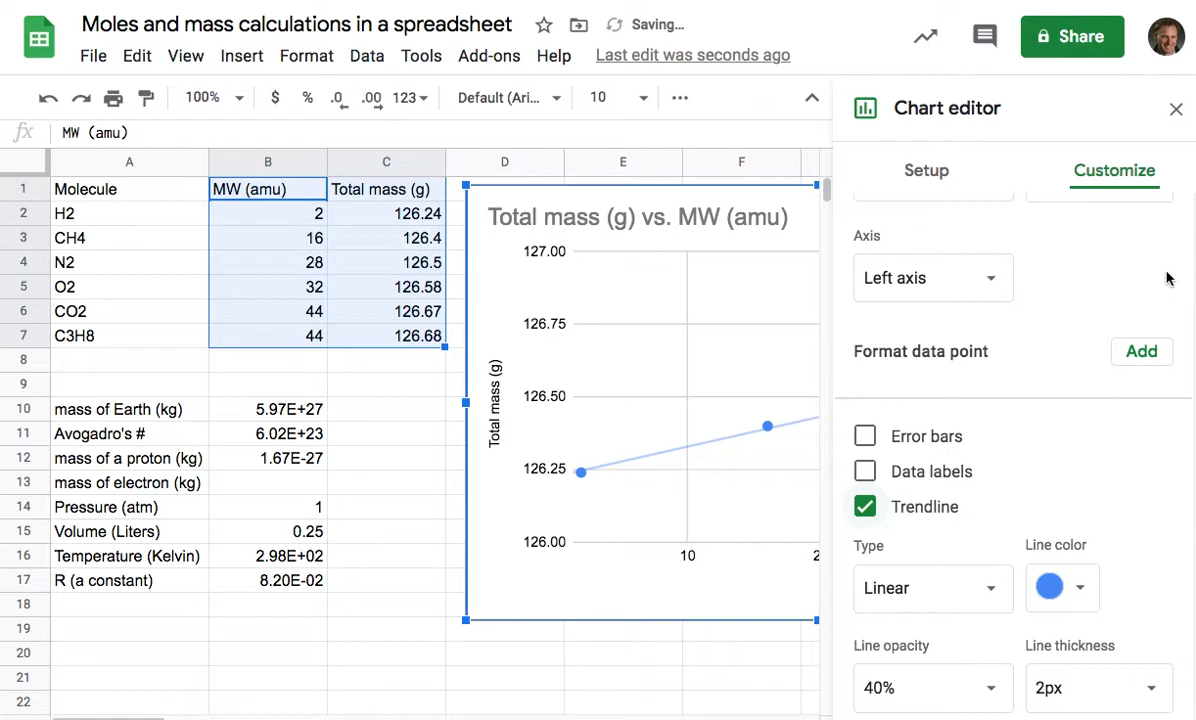 Moles and mass calculations in a spreadsheet Saving...
File Edit View Insert Format Data Tools Add-ons Help Last edit was seconds ago
Share
100% $ % .0 .00 123 Default (Ari... 10
fx MW (amu)
A B C D E F
1 Molecule MW (amu) Total mass (g)
2 H2 2 126.24
3 CH4 16 126.4
4 N2 28 126.5
5 O2 32 126.58
6 CO2 44 126.67
7 C3H8 44 126.68
8
9
10 mass of Earth (kg) 5.97E+27
11 Avogadro's # 6.02E+23
12 mass of a proton (kg) 1.67E-27
13 mass of electron (kg)
14 Pressure (atm) 1
15 Volume (Liters) 0.25
16 Temperature (Kelvin) 2.98E+02
17 R (a constant) 8.20E-02
18
19
20
21
22
Total mass (g) vs. MW (amu)
Total mass (g)
127.00
126.75
126.50
126.25
126.00
10 2
Chart editor
Setup Customize
Axis
Left axis
Format data point Add
Error bars
Data labels
Trendline
Type Line color
Linear
Line opacity Line thickness
40% 2px